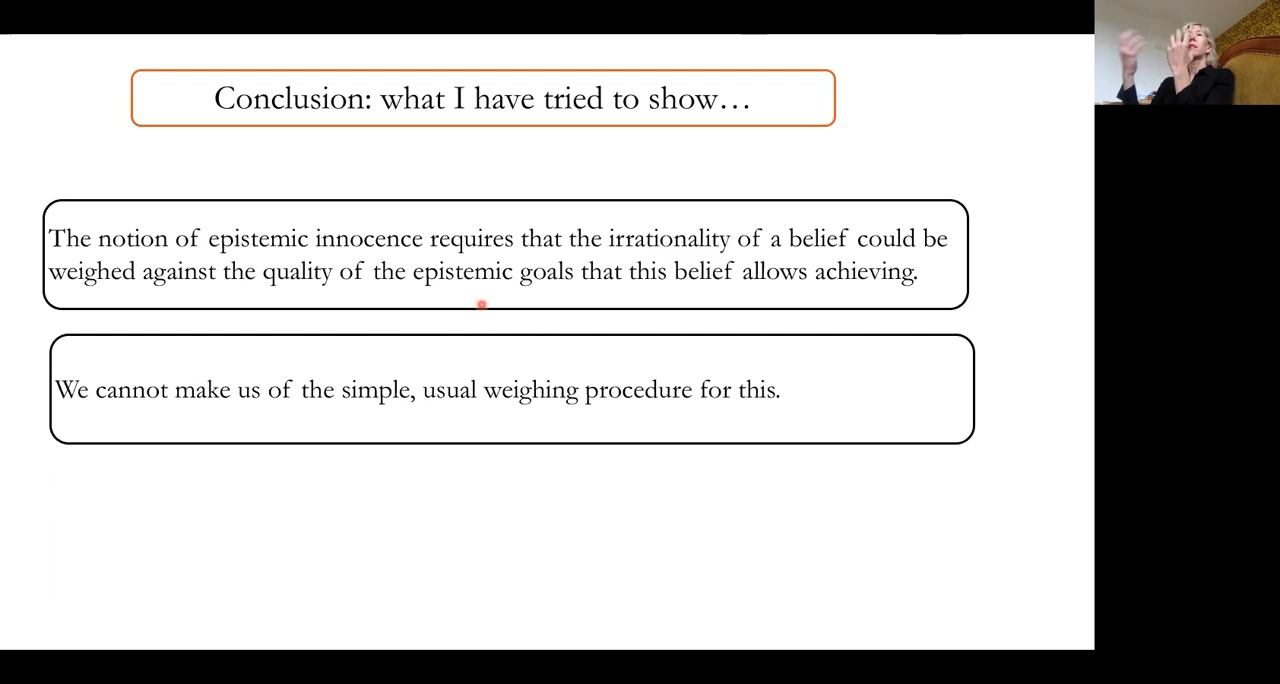 Conclusion: what I have tried to show…
The notion of epistemic innocence requires that the irrationality of a belief could be
weighed against the quality of the epistemic goals that this belief allows achieving.
We cannot make us of the simple, usual weighing procedure for this.